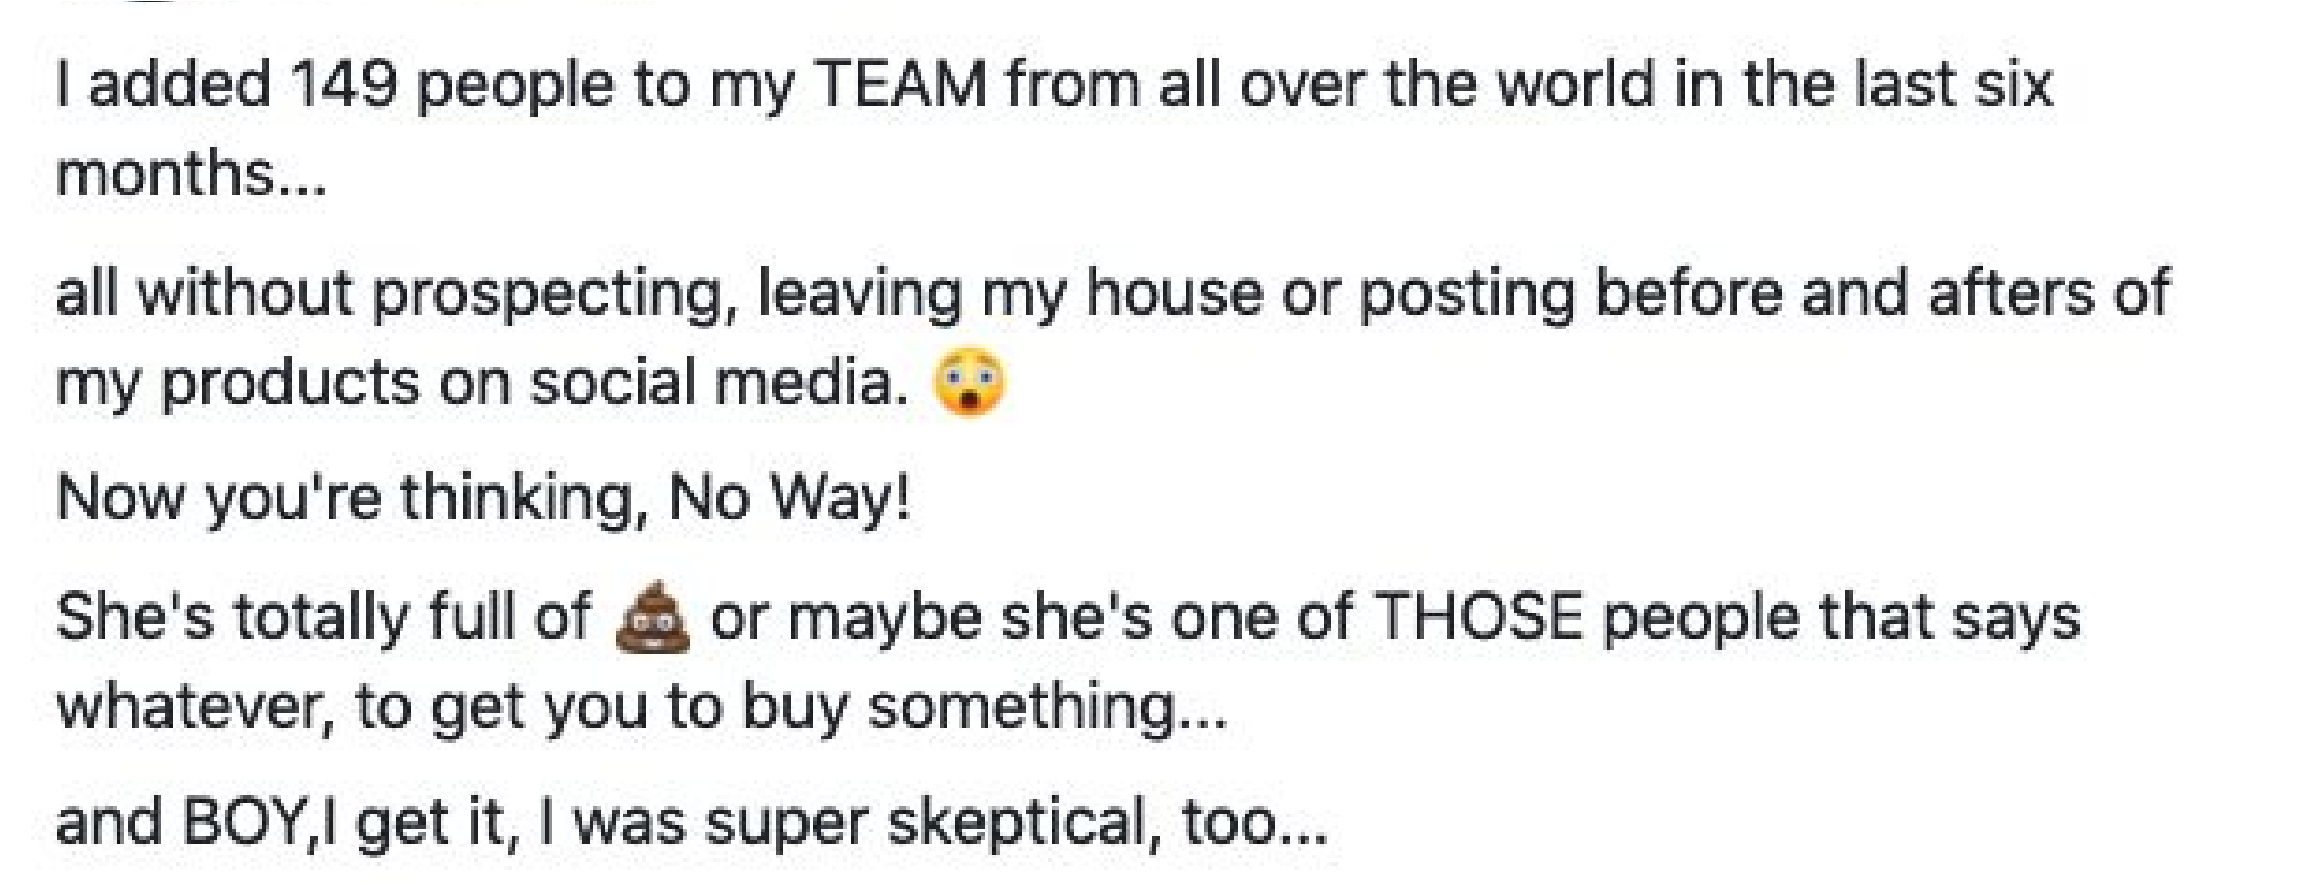 I added 149 people to my TEAM from all over the world in the last six
months...
all without prospecting, leaving my house or posting before and afters of
my products on social media. 😲
Now you're thinking, No Way!
She's totally full of 💩 or maybe she's one of THOSE people that says
whatever, to get you to buy something...
and BOY,I get it, I was super skeptical, too...